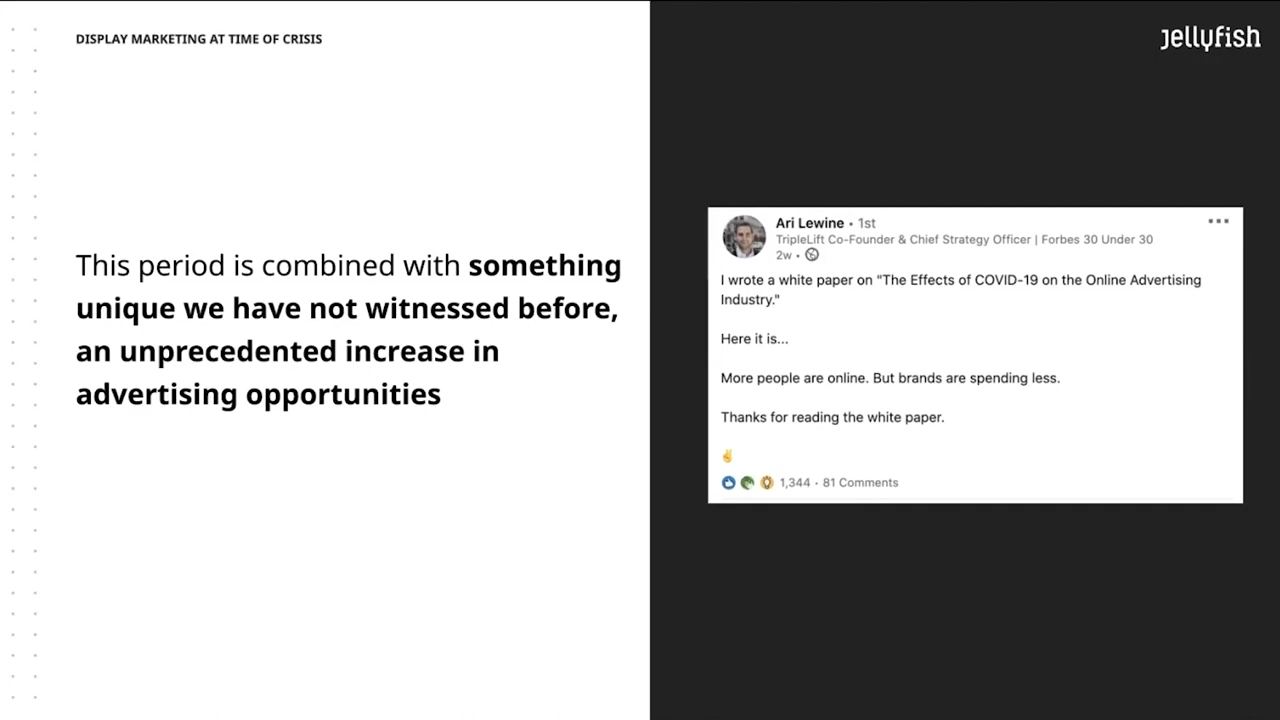 DISPLAY MARKETING AT TIME OF CRISIS
jellyfish
This period is combined with something
unique we have not witnessed before,
an unprecedented increase in
advertising opportunities
Ari Lewine • 1st
TripleLift Co-Founder & Chief Strategy Officer | Forbes 30 Under 30
2w •
I wrote a white paper on "The Effects of COVID-19 on the Online Advertising
Industry."
Here it is...
More people are online. But brands are spending less.
Thanks for reading the white paper.
✌️
1,344 · 81 Comments